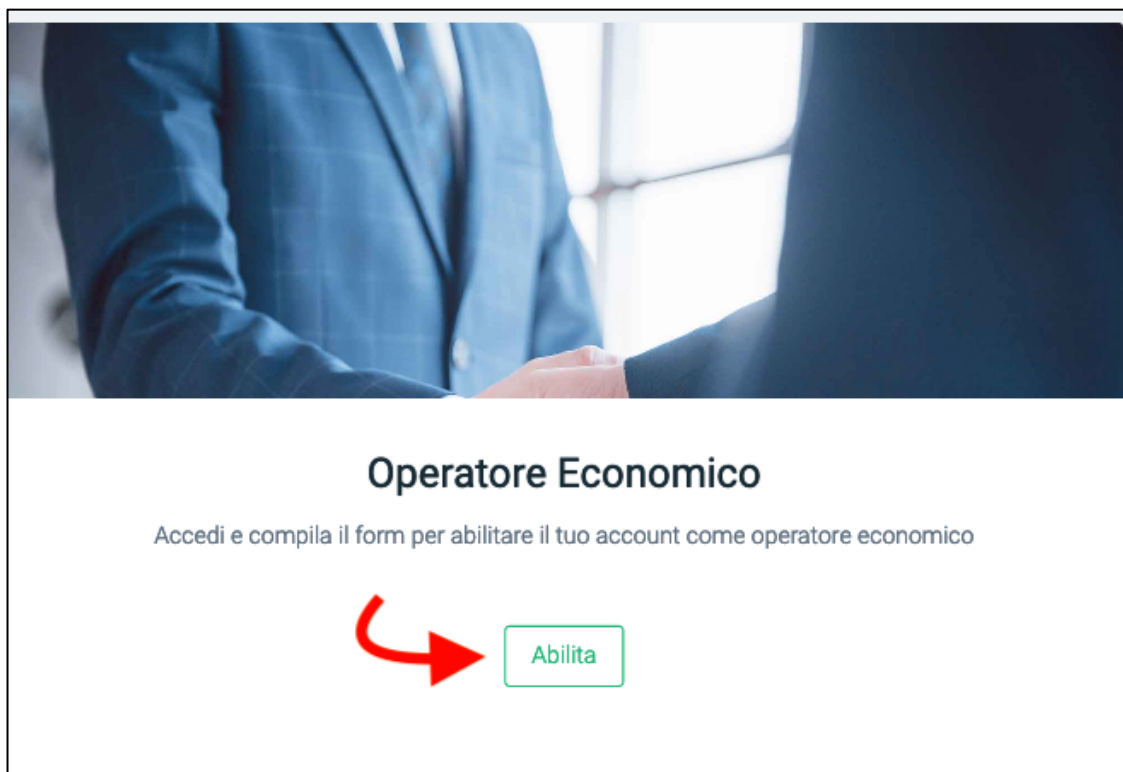 Operatore Economico
Accedi e compila il form per abilitare il tuo account come operatore economico
Abilita